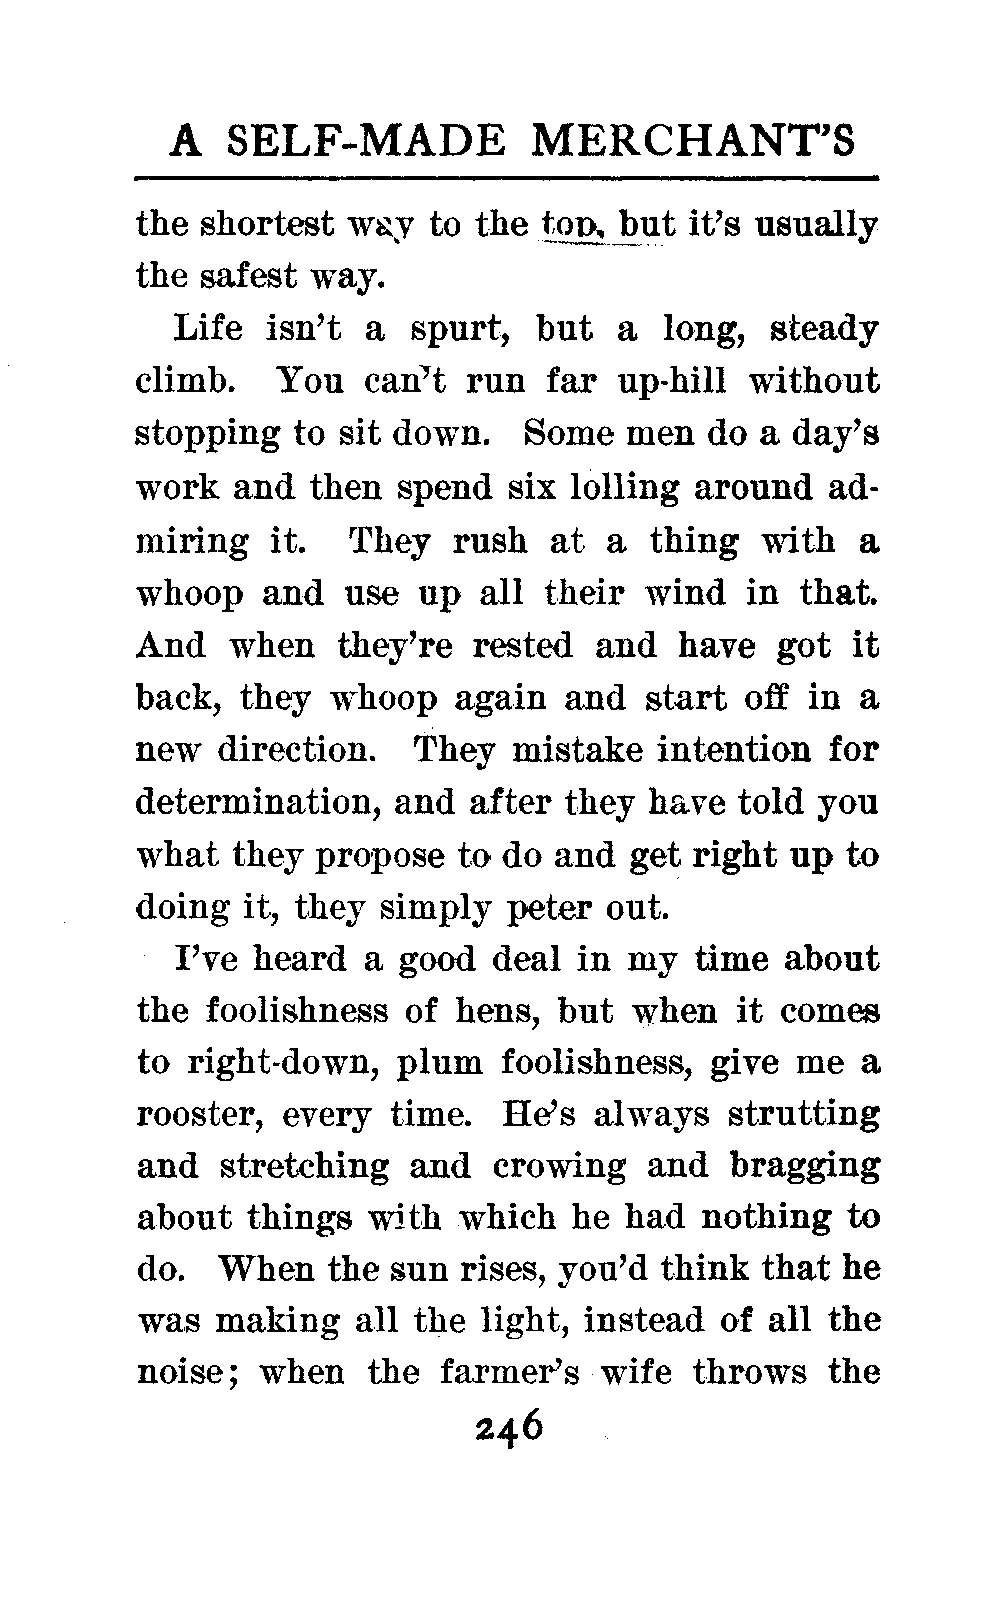 A SELF-MADE MERCHANT'S
the shortest way to the top, but it's usually
the safest way.
Life isn't a spurt, but a long, steady
climb. You can't run far up-hill without
stopping to sit down. Some men do a day's
work and then spend six lolling around ad-
miring it. They rush at a thing with a
whoop and use up all their wind in that.
And when they're rested and have got it
back, they whoop again and start off in a
new direction. They mistake intention for
determination, and after they have told you
what they propose to do and get right up to
doing it, they simply peter out.
I've heard a good deal in my time about
the foolishness of hens, but when it comes
to right-down, plum foolishness, give me a
rooster, every time. He's always strutting
and stretching and crowing and bragging
about things with which he had nothing to
do. When the sun rises, you'd think that he
was making all the light, instead of all the
noise; when the farmer's wife throws the
246